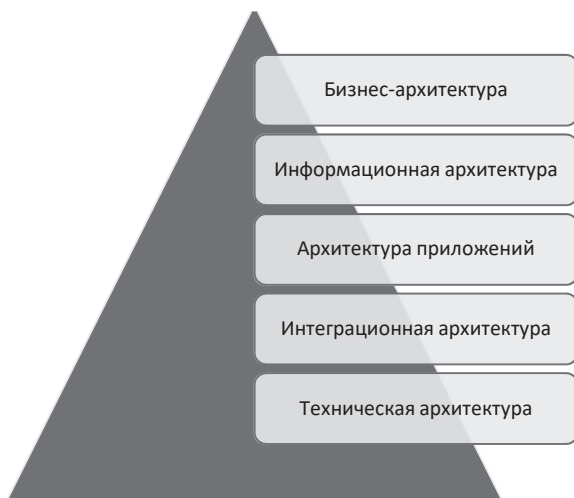 Бизнес-архитектура
Информационная архитектура
Архитектура приложений
Интеграционная архитектура
Техническая архитектура